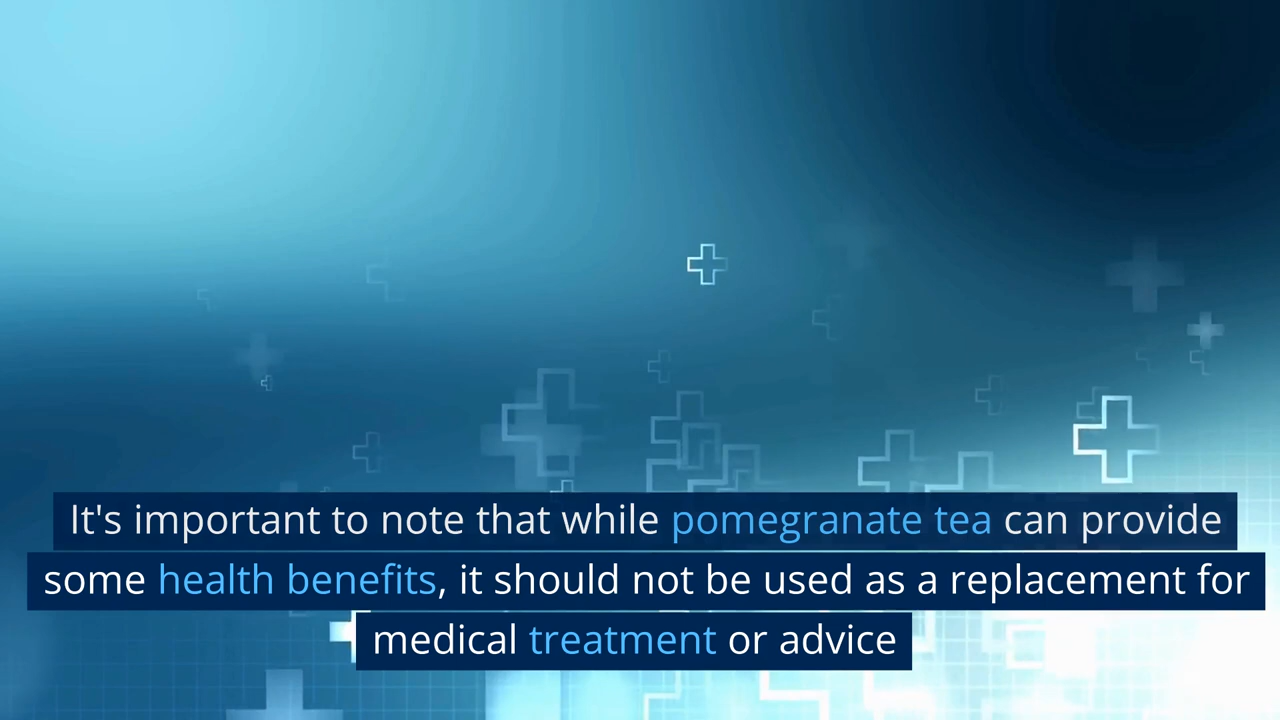 It's important to note that while pomegranate tea can provide
some health benefits, it should not be used as a replacement for
medical treatment or advice